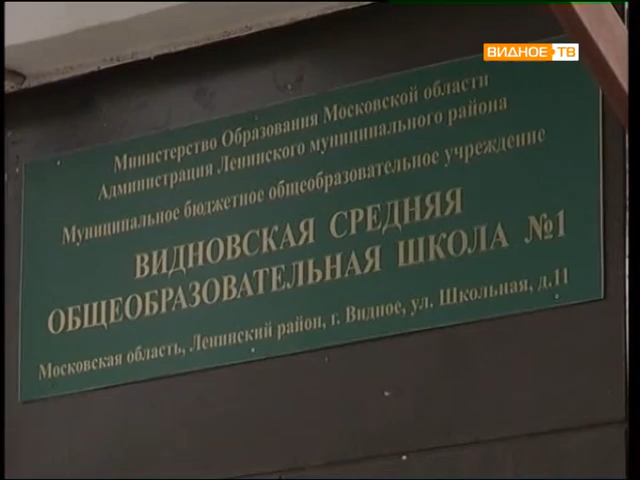 ВИДНОЕ ТВ
Министерство Образования Московской области
Администрация Ленинского муниципального района
Муниципальное бюджетное общеобразовательное учреждение
ВИДНОВСКАЯ СРЕДНЯЯ
ОБЩЕОБРАЗОВАТЕЛЬНАЯ ШКОЛА №1
Московская область, Ленинский район, г. Видное, ул. Школьная, д.11